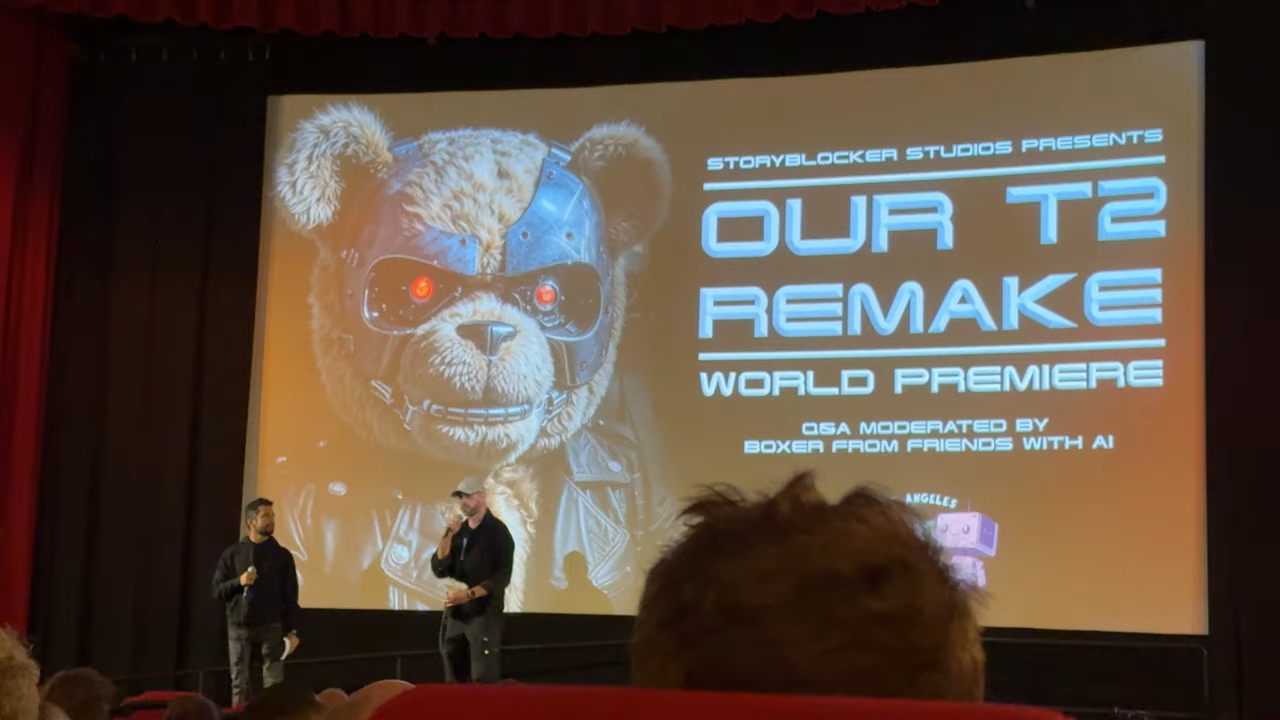 STORYBLOCKER STUDIOS PRESENTS
OUR T2
REMAKE
WORLD PREMIERE
Q&A MODERATED BY
BOXER FROM FRIENDS WITH AI
ANGELES